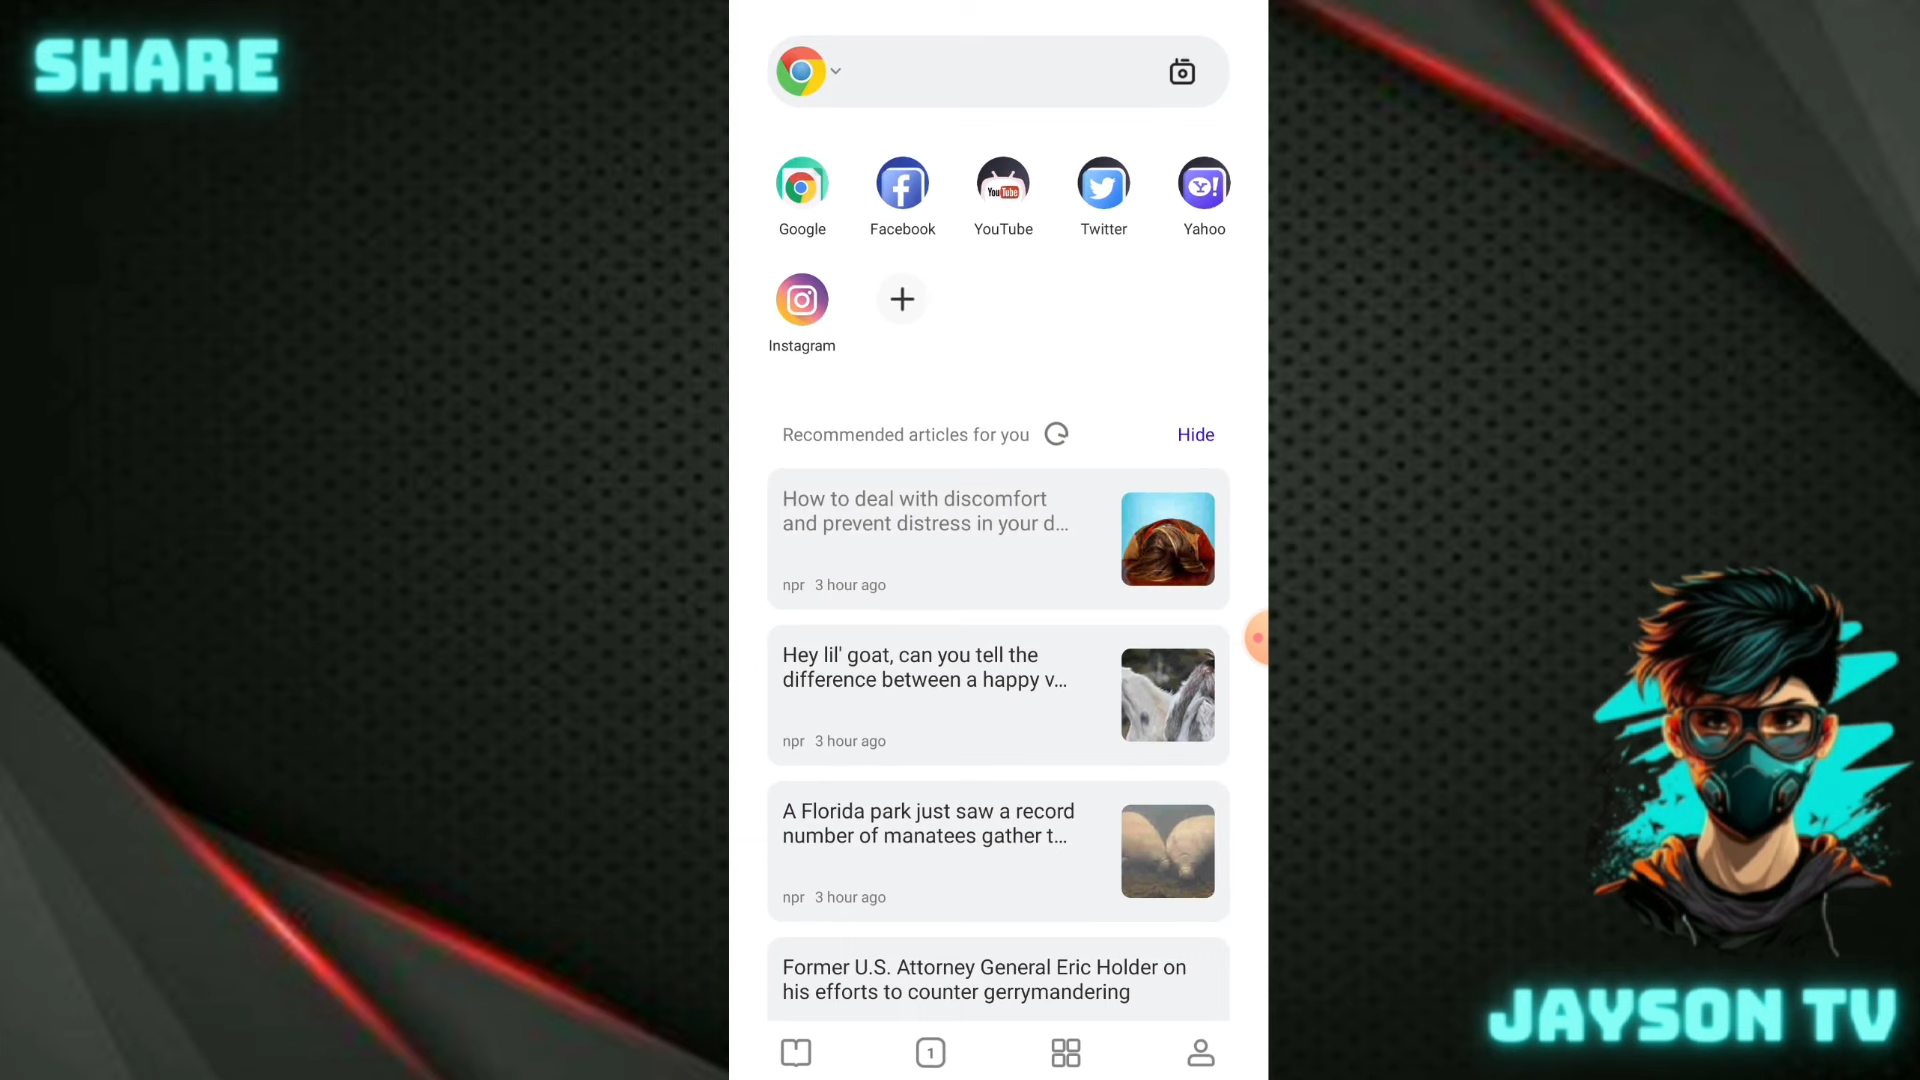 SHARE
Google
Facebook
YouTube
Twitter
Yahoo
You Tube
Y!
Instagram
Recommended articles for you
Hide
How to deal with discomfort
and prevent distress in your d...
npr 3 hour ago
Hey lil' goat, can you tell the
difference between a happy v...
npr 3 hour ago
A Florida park just saw a record
number of manatees gather t...
npr 3 hour ago
Former U.S. Attorney General Eric Holder on
his efforts to counter gerrymandering
1
JAYSON TV